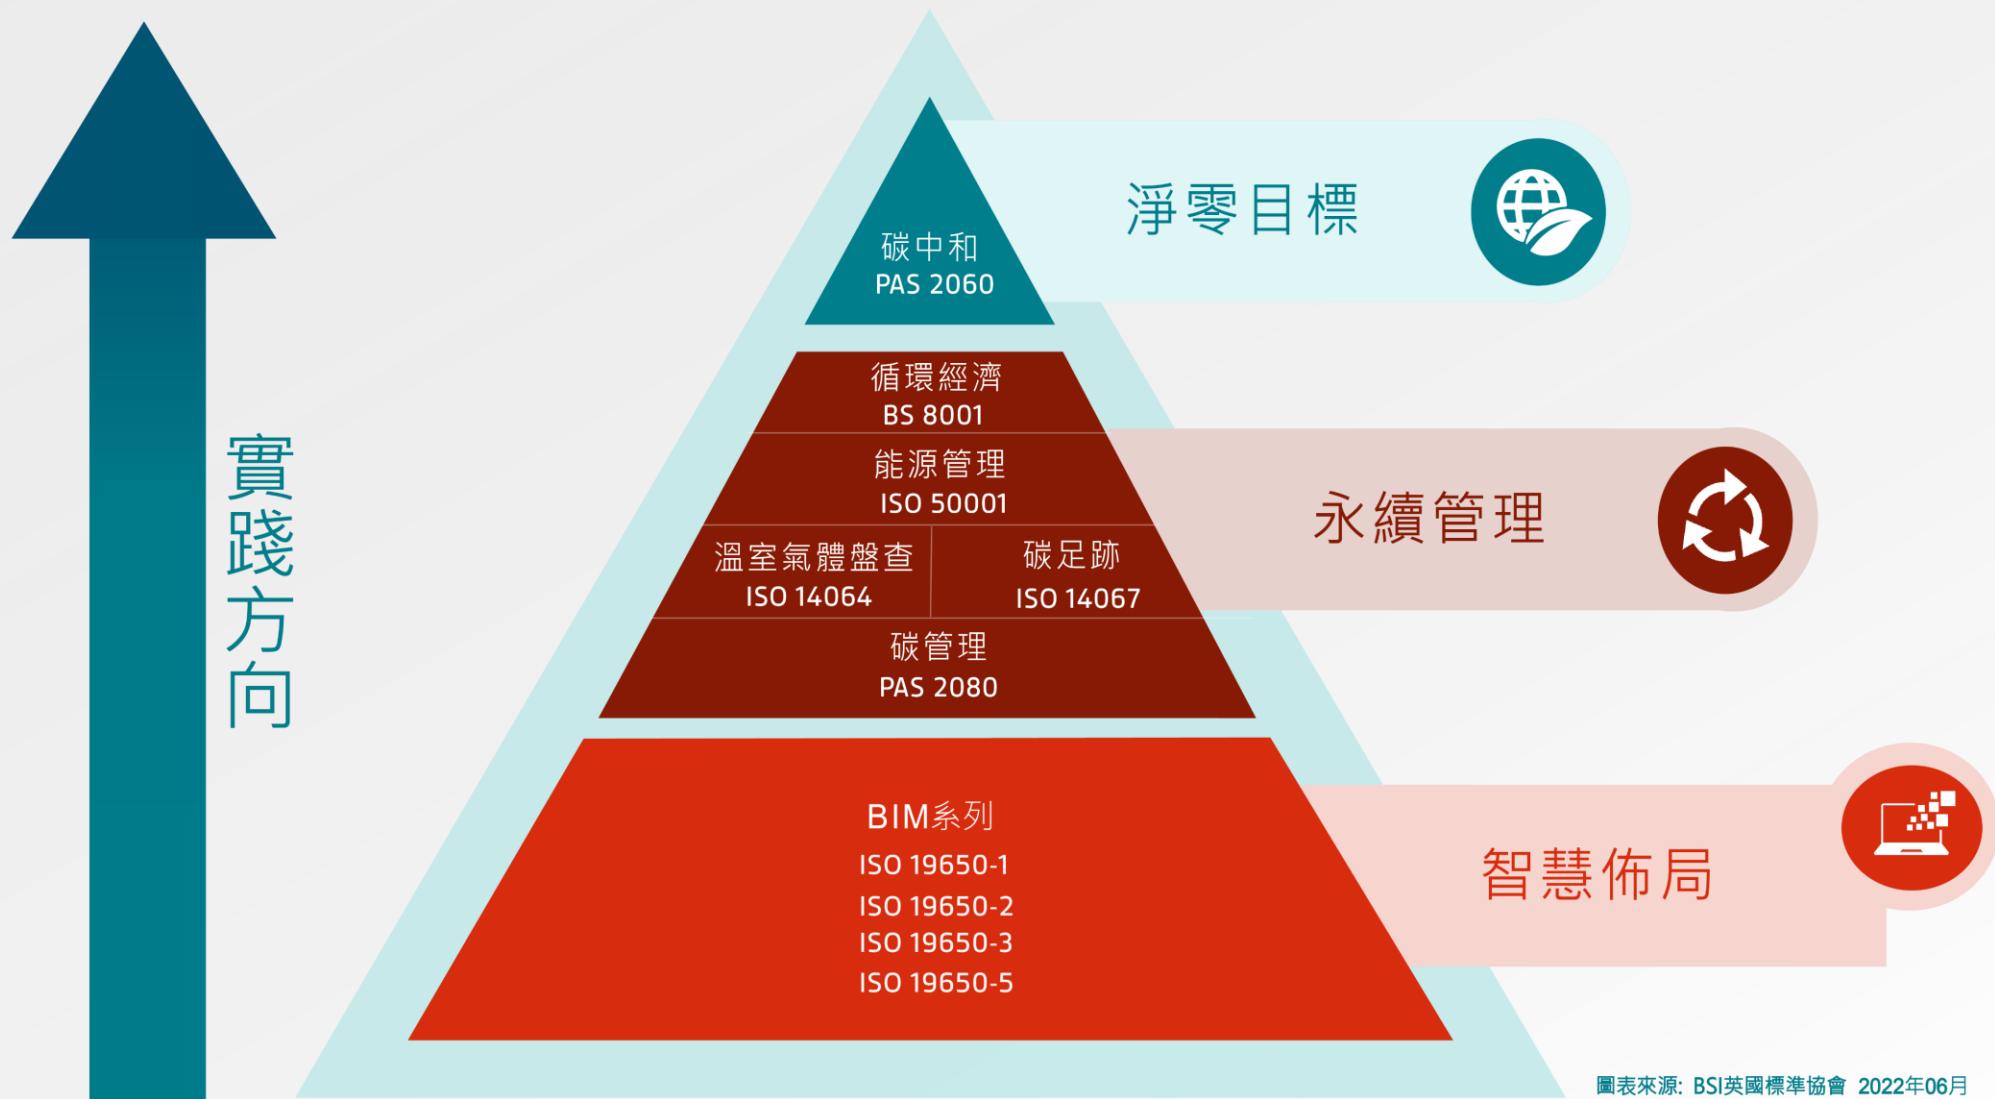 實踐方向
碳中和
PAS 2060
淨零目標
循環經濟
BS 8001
能源管理
ISO 50001
溫室氣體盤查
ISO 14064
碳足跡
ISO 14067
碳管理
PAS 2080
永續管理
BIM系列
ISO 19650-1
ISO 19650-2
ISO 19650-3
ISO 19650-5
智慧佈局
圖表來源: BSI英國標準協會 2022年06月